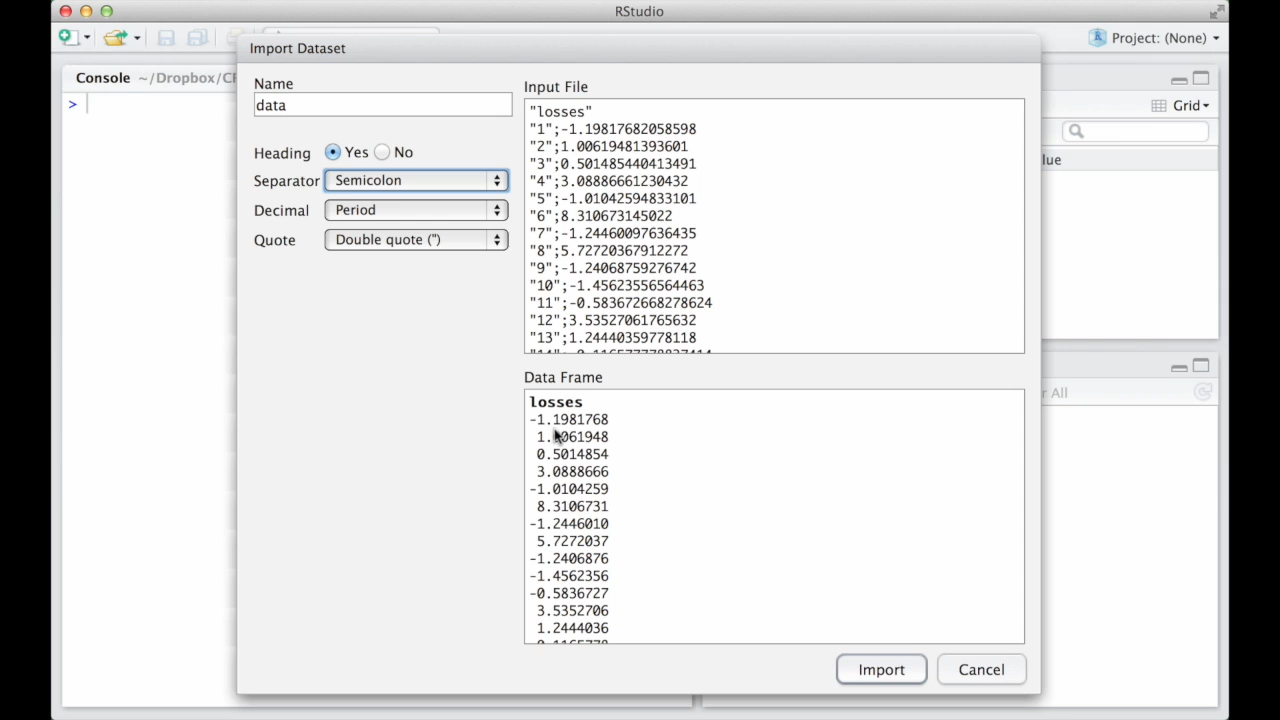 RStudio
Project: (None)
Import Dataset
Console ~/Dropbox/
>
Grid
Name
data
Heading Yes No
Separator Semicolon
Decimal Period
Quote Double quote (")
Input File
"losses"
"1";-1.19817682058598
"2";1.00619481393601
"3";0.501485440413491
"4";3.08886661230432
"5";-1.01042594833101
"6";8.310673145022
"7";-1.24460097636435
"8";5.72720367912272
"9";-1.24068759276742
"10";-1.45623556564463
"11";-0.583672668278624
"12";3.53527061765632
"13";1.24440359778118
Data Frame
losses
-1.1981768
1.0061948
0.5014854
3.0888666
-1.0104259
8.3106731
-1.2446010
5.7272037
-1.2406876
-1.4562356
-0.5836727
3.5352706
1.2444036
Import
Cancel
lue
r All